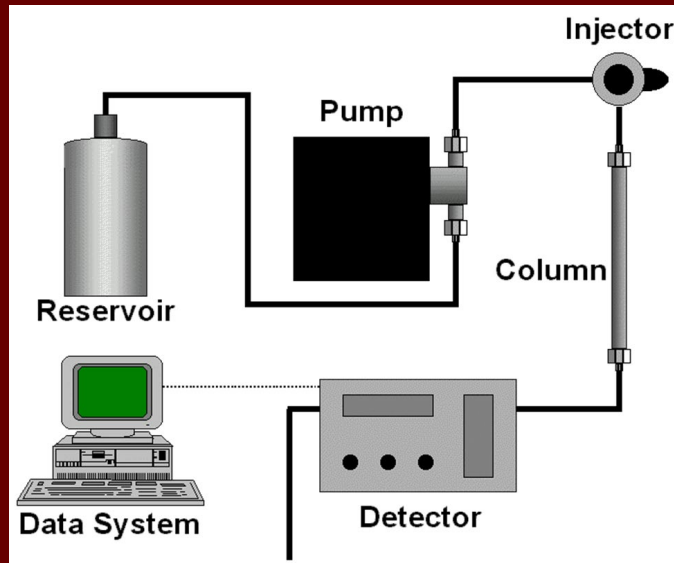 Injector
Pump
Column
Reservoir
Data System
Detector